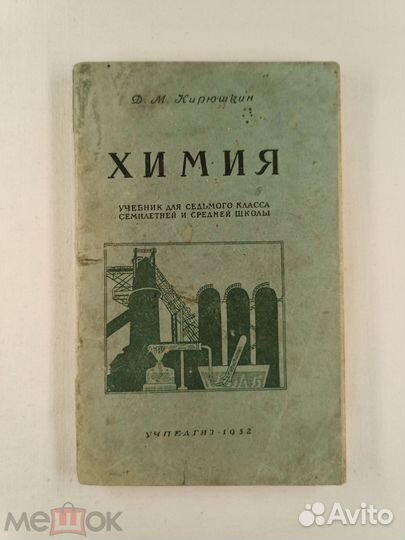 Д. М. Кирюшкин
ХИМИЯ
УЧЕБНИК ДЛЯ СЕДЬМОГО КЛАССА
СЕМИЛЕТНЕЙ И СРЕДНЕЙ ШКОЛЫ
УЧПЕДГИЗ · 1952
МЕШОК
Avito